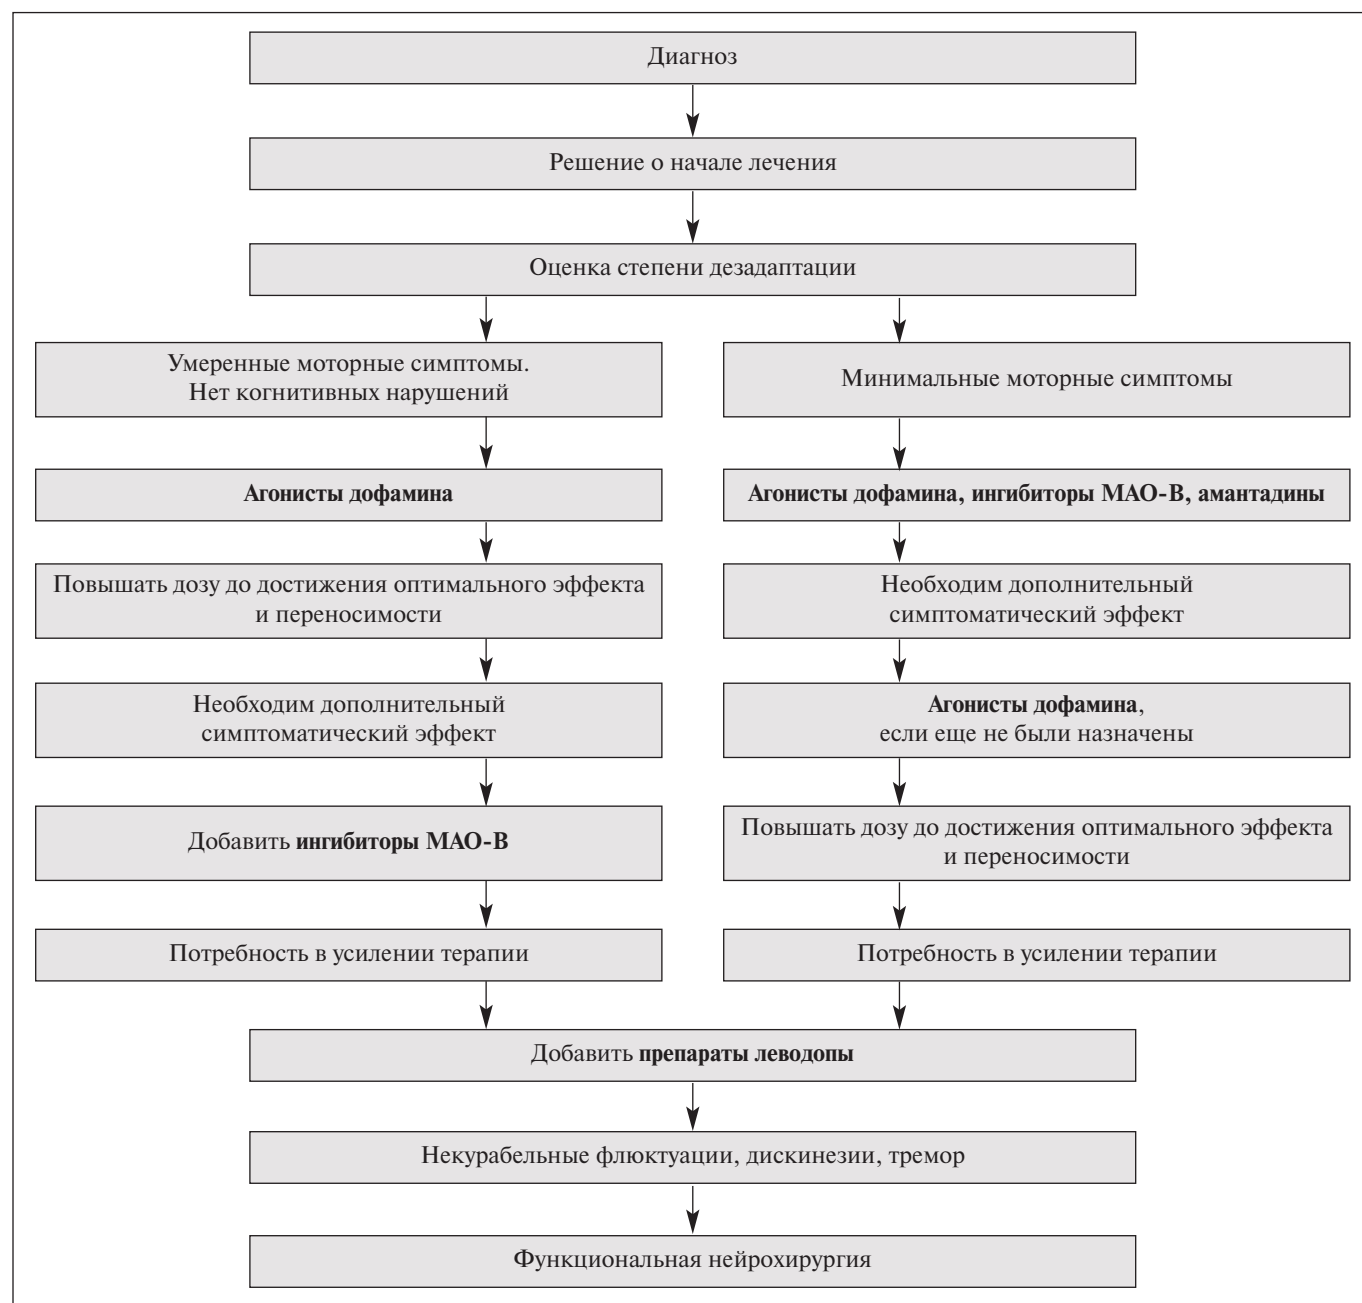 Диагноз
Решение о начале лечения
Оценка степени дезадаптации
Умеренные моторные симптомы.
Нет когнитивных нарушений
Агонисты дофамина
Повышать дозу до достижения оптимального эффекта
и переносимости
Необходим дополнительный
симптоматический эффект
Добавить ингибиторы МАО-В
Потребность в усилении терапии
Минимальные моторные симптомы
Агонисты дофамина, ингибиторы МАО-В, амантадины
Необходим дополнительный
симптоматический эффект
Агонисты дофамина,
если еще не были назначены
Повышать дозу до достижения оптимального эффекта
и переносимости
Потребность в усилении терапии
Добавить препараты леводопы
Некурабельные флюктуации, дискинезии, тремор
Функциональная нейрохирургия